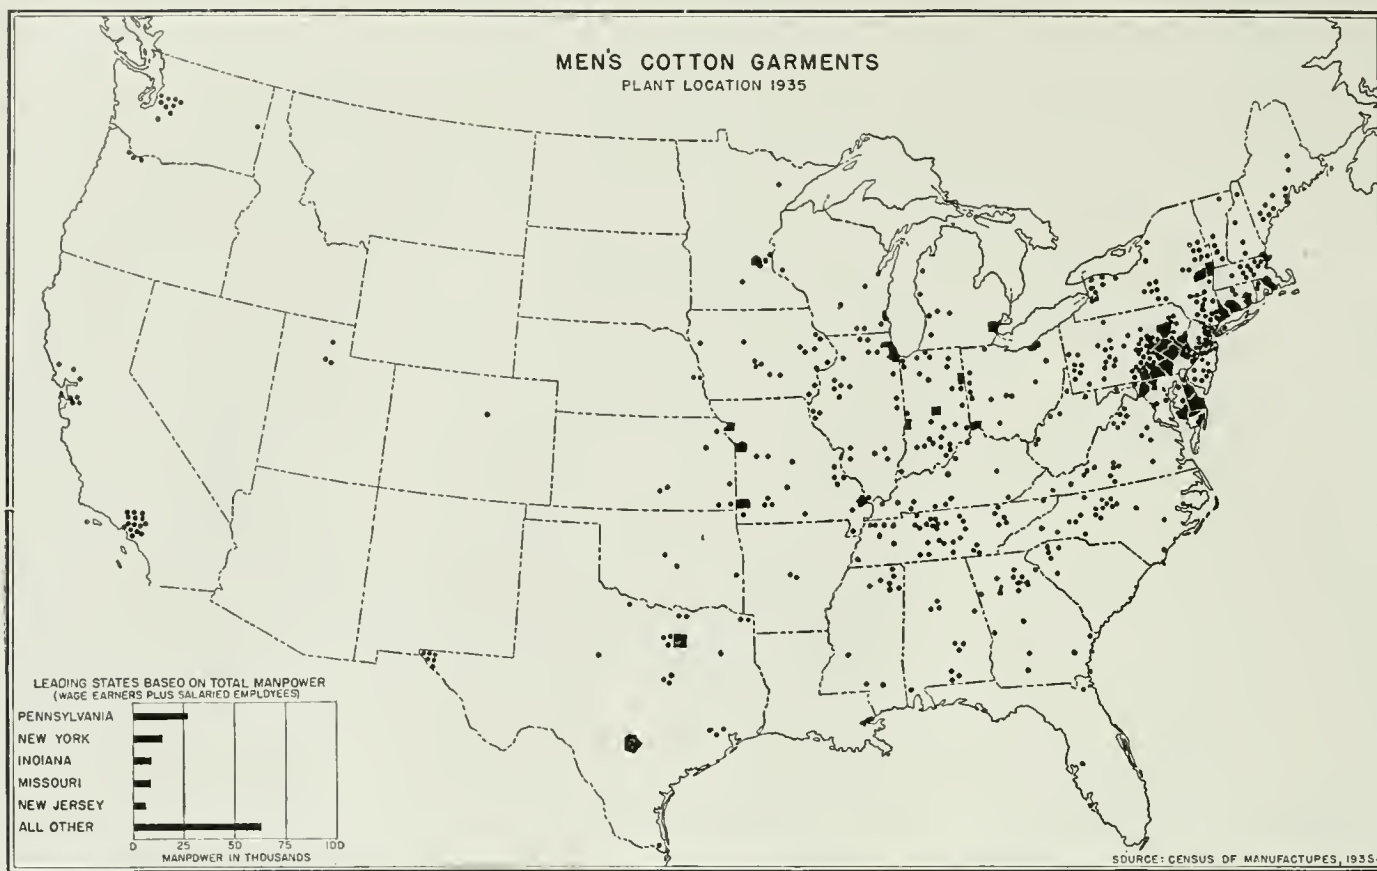 MEN'S COTTON GARMENTS
PLANT LOCATION 1935
LEADING STATES BASED ON TOTAL MANPOWER
(WAGE EARNERS PLUS SALARIED EMPLOYEES)
PENNSYLVANIA
NEW YORK
INDIANA
MISSOURI
NEW JERSEY
ALL OTHER
0 25 50 75 100
MANPOWER IN THOUSANDS
SOURCE: CENSUS OF MANUFACTURES, 1935.